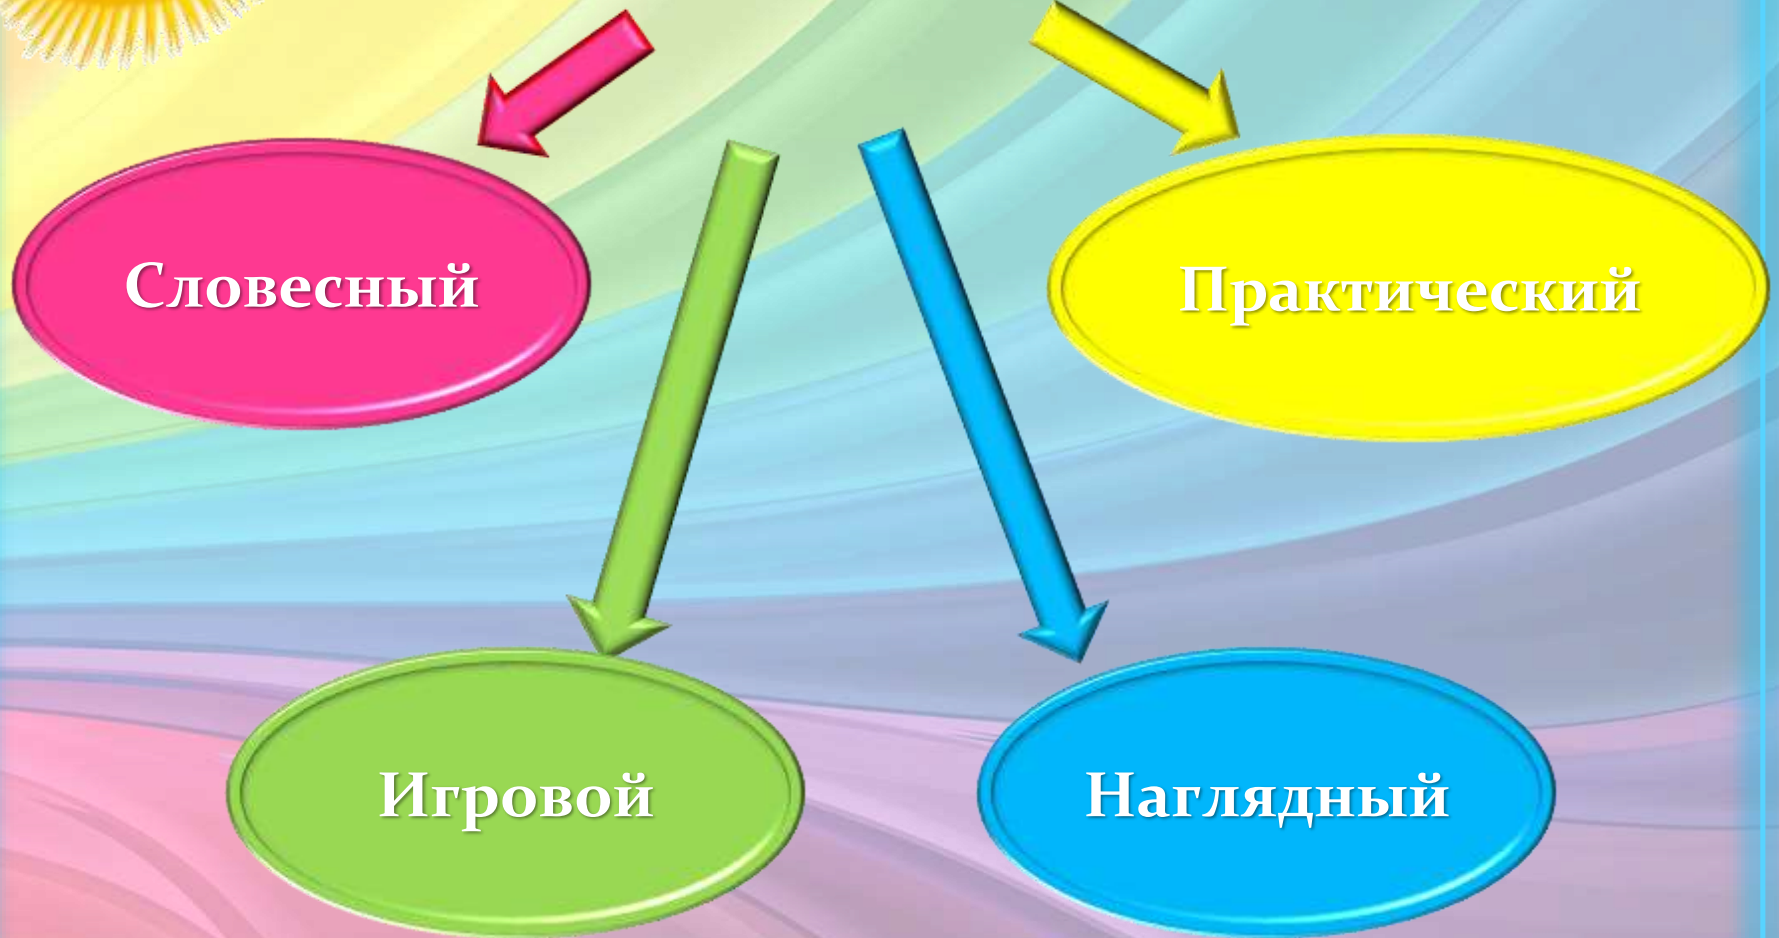 Словесный
Практический
Игровой
Наглядный